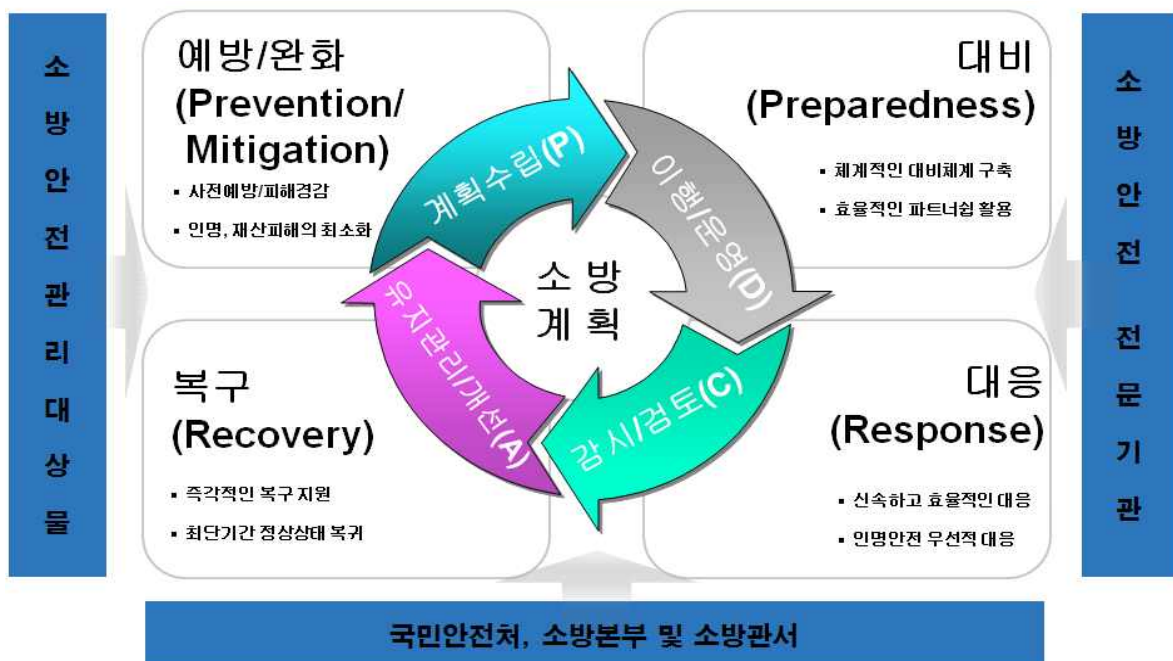 소방안전관리대상물
예방/완화
(Prevention/
Mitigation)
▪ 사전예방/피해경감
▪ 인명, 재산피해의 최소화
대비
(Preparedness)
▪ 체계적인 대비체계 구축
▪ 효율적인 파트너쉽 활용
계획수립(P)
이행/운영(D)
감시/검토(C)
유지관리/개선(A)
소방
계획
복구
(Recovery)
▪ 즉각적인 복구 지원
▪ 최단기간 정상상태 복귀
대응
(Response)
▪ 신속하고 효율적인 대응
▪ 인명안전 우선적 대응
소방안전 전문기관
국민안전처, 소방본부 및 소방관서